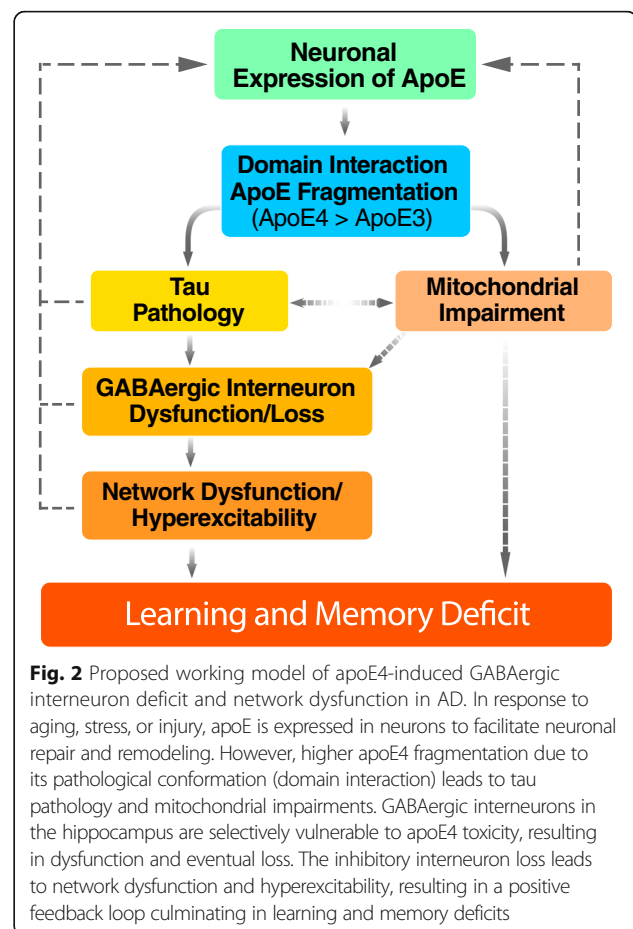 Neuronal
Expression of ApoE
Domain Interaction
ApoE Fragmentation
(ApoE4 > ApoE3)
Tau
Pathology
Mitochondrial
Impairment
GABAergic Interneuron
Dysfunction/Loss
Network Dysfunction/
Hyperexcitability
Learning and Memory Deficit
Fig. 2 Proposed working model of apoE4-induced GABAergic
interneuron deficit and network dysfunction in AD. In response to
aging, stress, or injury, apoE is expressed in neurons to facilitate neuronal
repair and remodeling. However, higher apoE4 fragmentation due to
its pathological conformation (domain interaction) leads to tau
pathology and mitochondrial impairments. GABAergic interneurons in
the hippocampus are selectively vulnerable to apoE4 toxicity, resulting
in dysfunction and eventual loss. The inhibitory interneuron loss leads
to network dysfunction and hyperexcitability, resulting in a positive
feedback loop culminating in learning and memory deficits